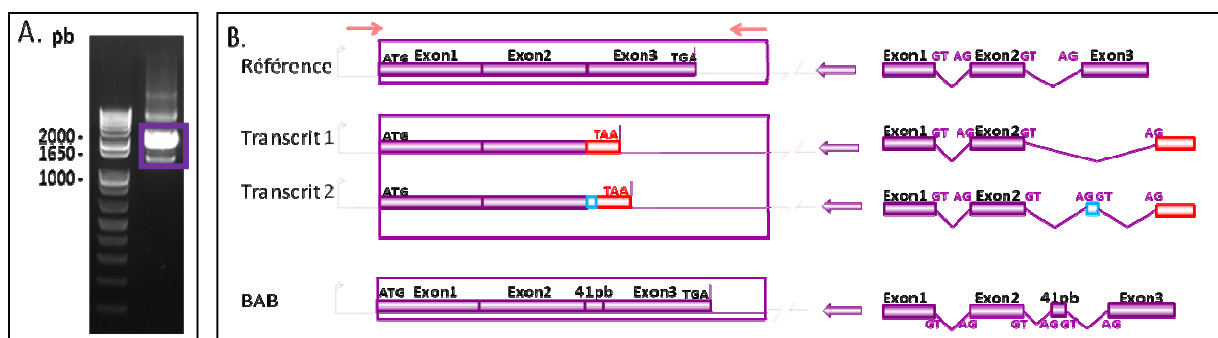 A. pb
2000-
1650-
1000-
B.
Référence
ATG Exon1 Exon2 Exon3 TGA
Exon1 GT AG Exon2 GT AG Exon3
Transcrit 1
ATG TAA
Exon1 GT AG Exon2 GT AG
Transcrit 2
ATG TAA
Exon1 GT AG Exon2 GT AG GT AG
BAB
ATG Exon1 Exon2 41pb Exon3 TGA
Exon1 Exon2 41pb Exon3
GT AG GT AG GT AG